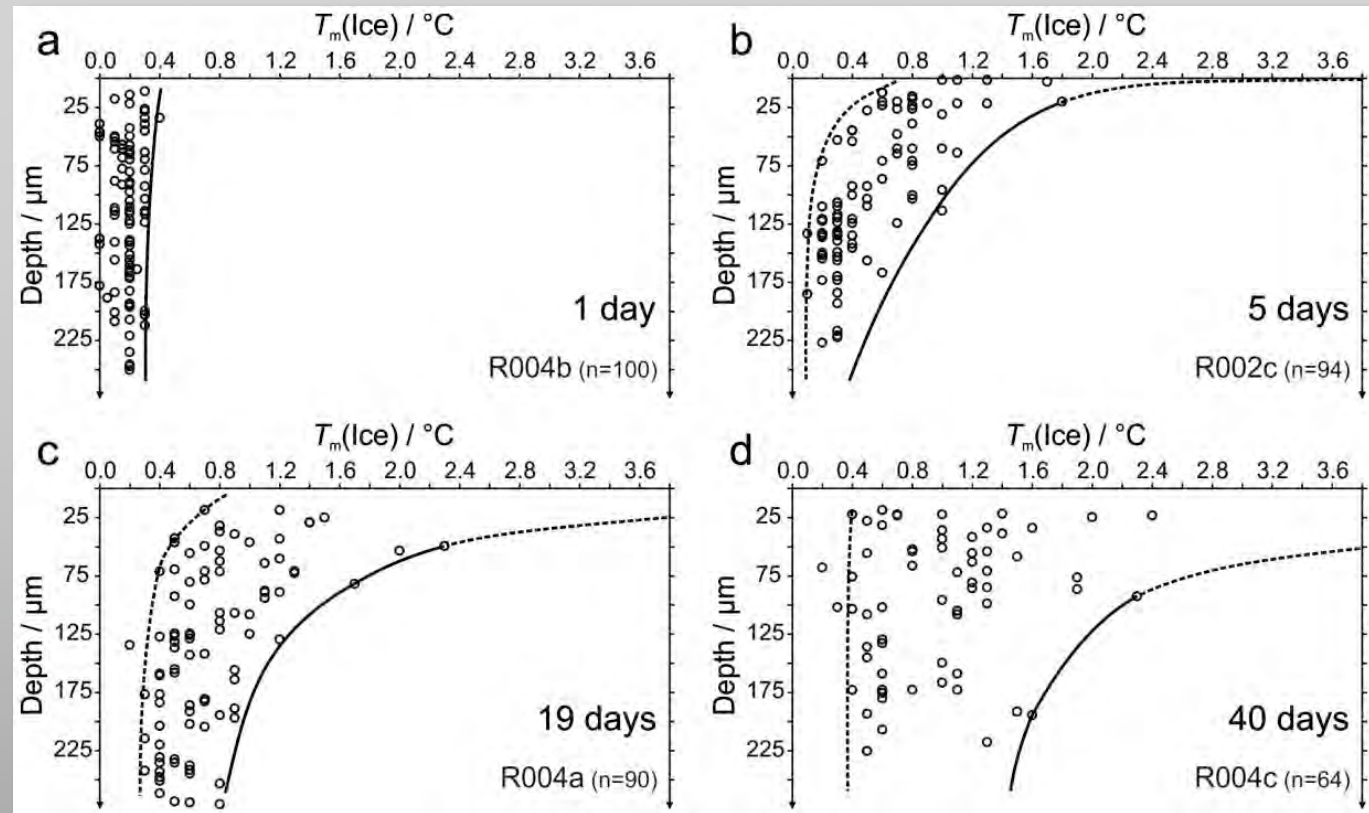 a
T_m(Ice) / °C
0.0 0.4 0.8 1.2 1.6 2.0 2.4 2.8 3.2 3.6
Depth / µm
25
75
125
175
225
1 day
R004b (n=100)
b
T_m(Ice) / °C
0.0 0.4 0.8 1.2 1.6 2.0 2.4 2.8 3.2 3.6
Depth / µm
25
75
125
175
225
5 days
R002c (n=94)
c
T_m(Ice) / °C
0.0 0.4 0.8 1.2 1.6 2.0 2.4 2.8 3.2 3.6
Depth / µm
25
75
125
175
225
19 days
R004a (n=90)
d
T_m(Ice) / °C
0.0 0.4 0.8 1.2 1.6 2.0 2.4 2.8 3.2 3.6
Depth / µm
25
75
125
175
225
40 days
R004c (n=64)